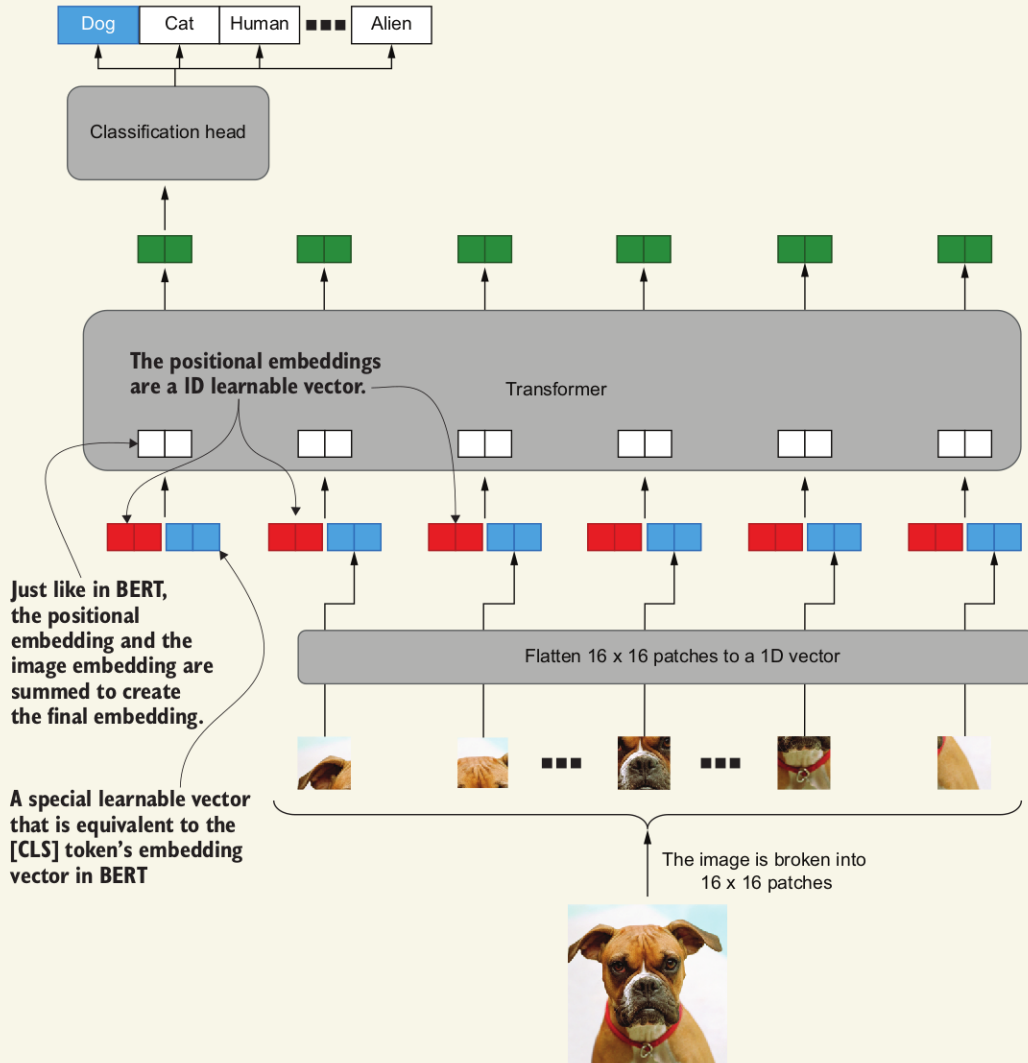 Dog
Cat
Human
Alien
Classification head
The positional embeddings
are a 1D learnable vector.
Transformer
Just like in BERT,
the positional
embedding and the
image embedding are
summed to create
the final embedding.
Flatten 16 x 16 patches to a 1D vector
A special learnable vector
that is equivalent to the
[CLS] token's embedding
vector in BERT
The image is broken into
16 x 16 patches